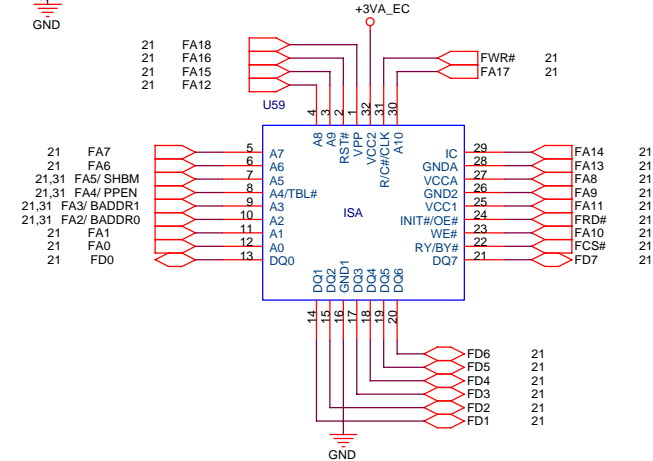 GND
+3VA_EC
21 FA18
21 FA16
21 FA15
21 FA12
FWR# 21
FA17 21
U59
4 3 2 1 32 31 30
A8 A9 RST# VPP VCC2 R/C#/CLK A10
21 FA7 5 A7 IC 29 FA14 21
21 FA6 6 A6 GNDA 28 FA13 21
21,31 FA5/ SHBM 7 A5 VCCA 27 FA8 21
21,31 FA4/ PPEN 8 A4/TBL# GND2 26 FA9 21
21,31 FA3/ BADDR1 9 A3 VCC1 25 FA11 21
21,31 FA2/ BADDR0 10 A2 INIT#/OE# 24 FRD# 21
21 FA1 11 A1 WE# 23 FA10 21
21 FA0 12 A0 RY/BY# 22 FCS# 21
21 FD0 13 DQ0 DQ7 21 FD7 21
ISA
DQ1 DQ2 GND1 DQ3 DQ4 DQ5 DQ6
14 15 16 17 18 19 20
FD6 21
FD5 21
FD4 21
FD3 21
FD2 21
FD1 21
GND